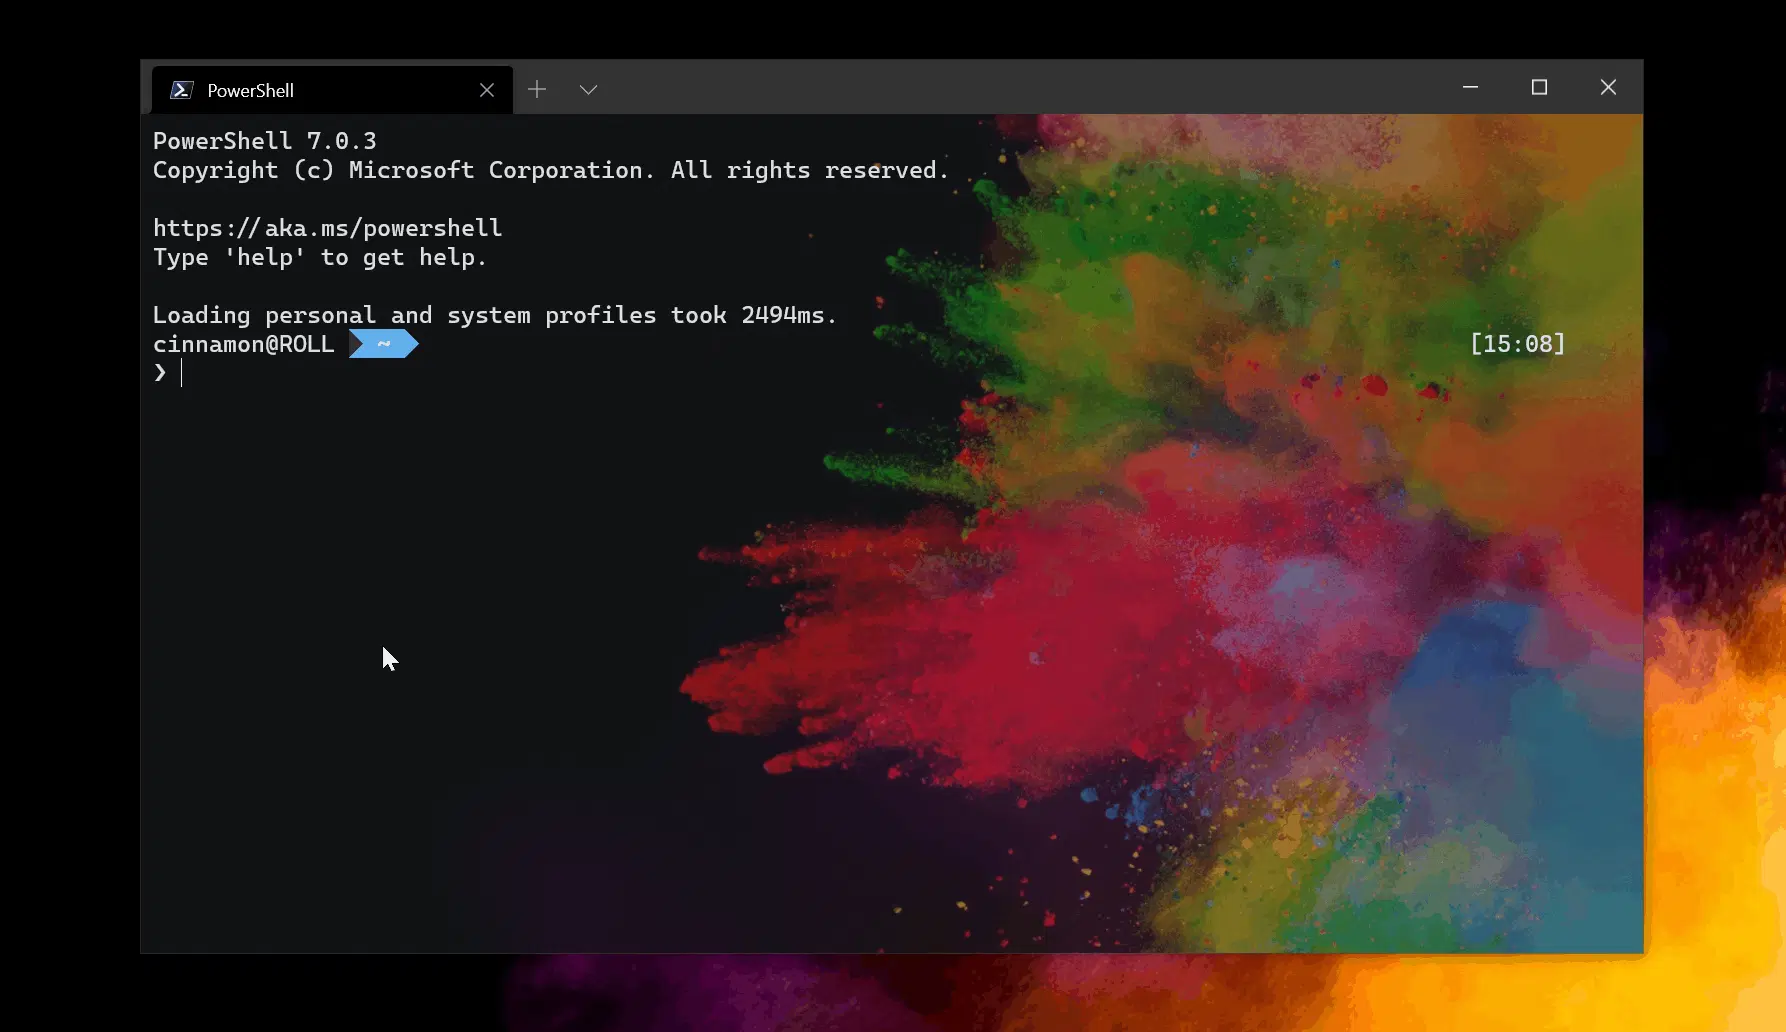 PowerShell
PowerShell 7.0.3
Copyright (c) Microsoft Corporation. All rights reserved.
https://aka.ms/powershell
Type 'help' to get help.
Loading personal and system profiles took 2494ms.
cinnamon@ROLL ~ [15:08]
❯